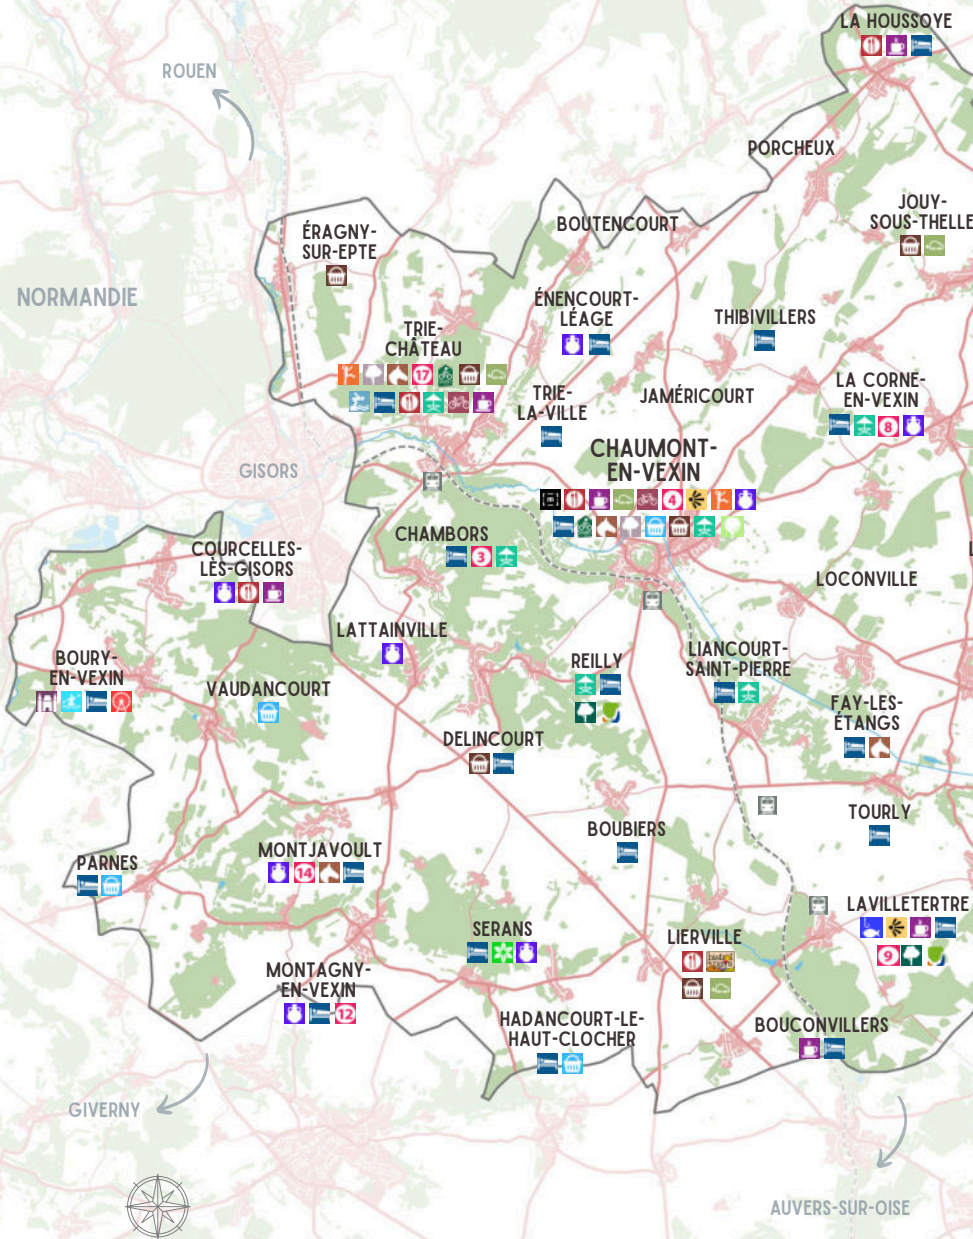 LA HOUSSOYE
ROUEN
PORCHEUX
JOUY-
SOUS-THELLE
BOUTENCOURT
ÉRAGNY-
SUR-EPTE
NORMANDIE
ÉNENCOURT-
LÉAGE
THIBIVILLERS
TRIE-
CHÂTEAU
17
TRIE-
LA-VILLE
JAMÉRICOURT
LA CORNE-
EN-VEXIN
8
CHAUMONT-
EN-VEXIN
4
GISORS
CHAMBORS
3
COURCELLES-
LÈS-GISORS
LOCONVILLE
LATTAINVILLE
BOURY-
EN-VEXIN
VAUDANCOURT
REILLY
LIANCOURT-
SAINT-PIERRE
FAY-LES-
ÉTANGS
DELINCOURT
BOUBIERS
TOURLY
PARNES
MONTJAVOULT
14
LAVILLETERTRE
9
SERANS
LIERVILLE
bistrot
MONTAGNY-
EN-VEXIN
12
HADANCOURT-LE-
HAUT-CLOCHER
BOUCONVILLERS
GIVERNY
AUVERS-SUR-OISE